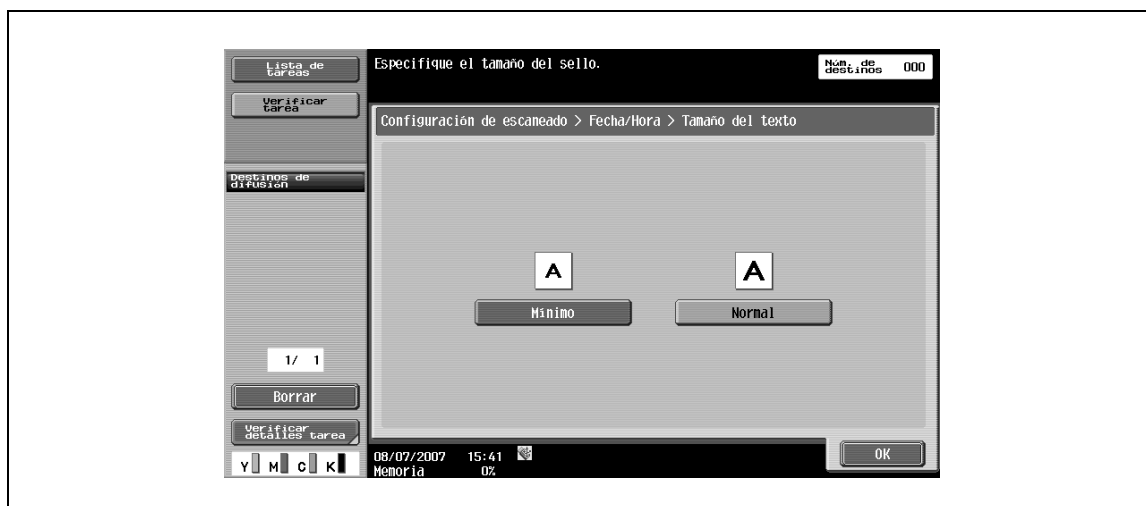 Lista de
tareas
Especifique el tamaño del sello.
Núm. de
destinos
000
Verificar
tarea
Configuración de escaneado > Fecha/Hora > Tamaño del texto
Destinos de
difusión
A
A
Mínimo
Normal
1/ 1
Borrar
Verificar
detalles tarea
OK
Y M C K
08/07/2007 15:41
Memoria 0%